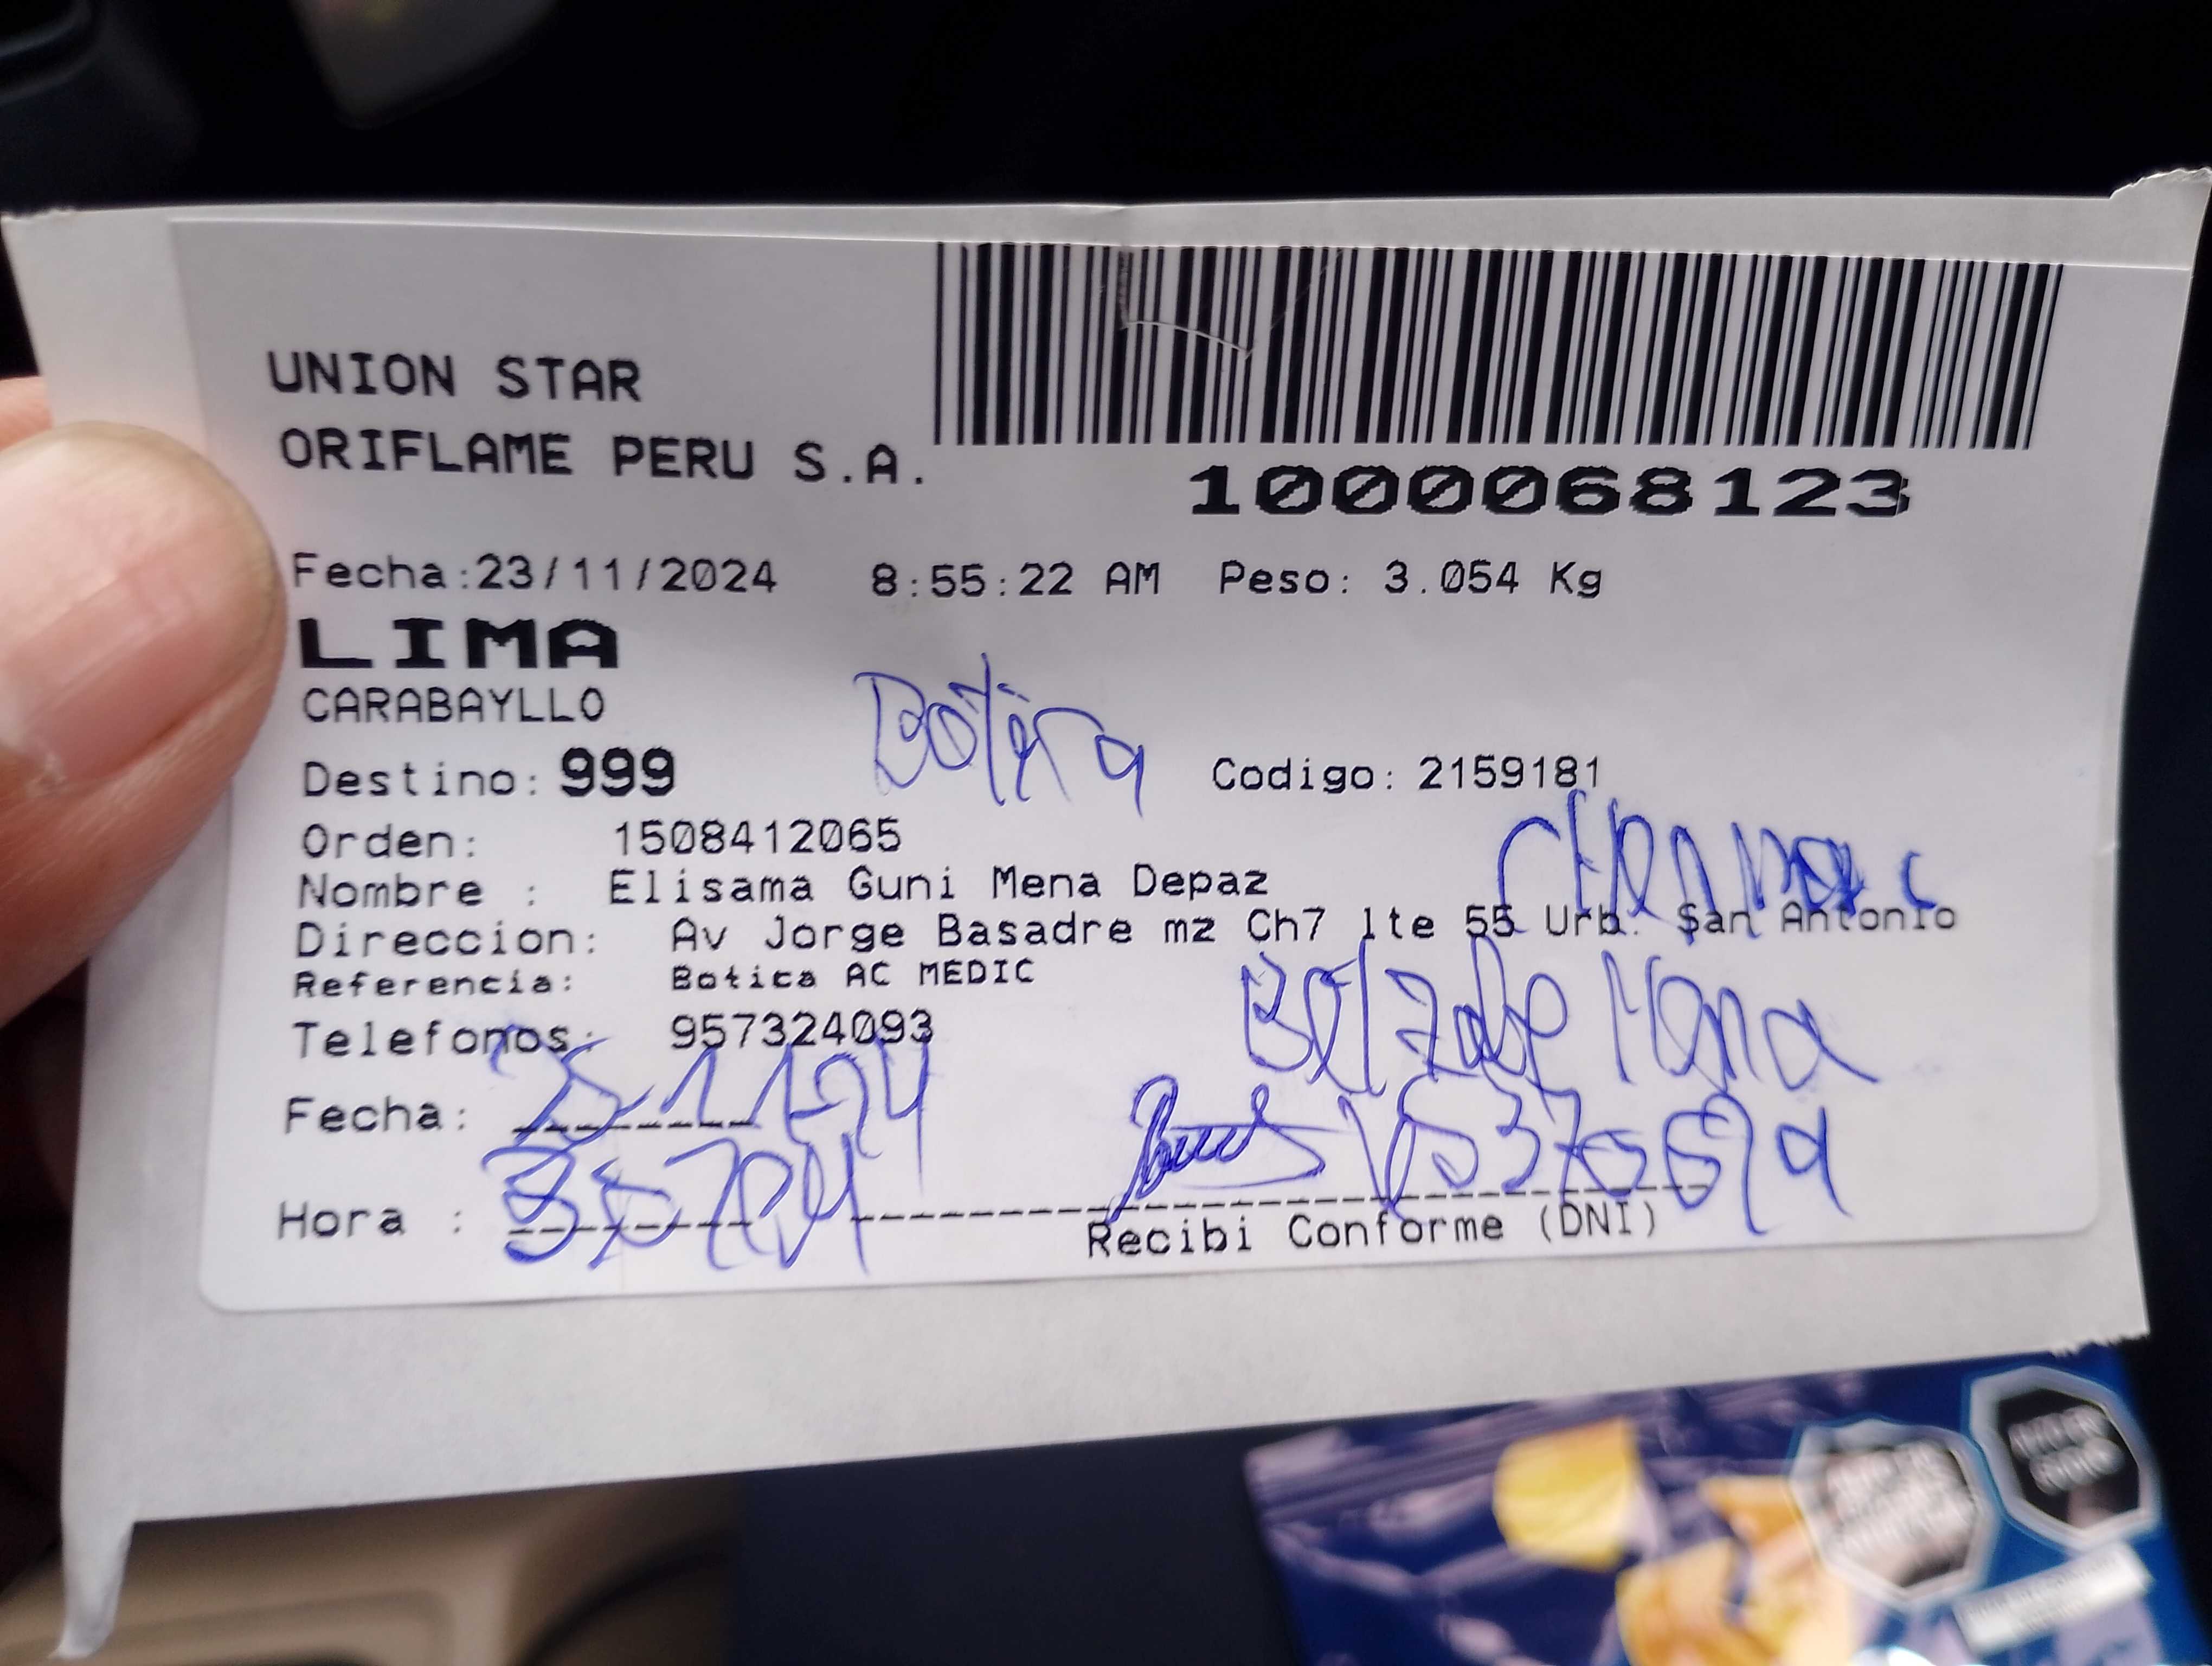 UNION STAR
ORIFLAME PERU S.A.
1000068123
Fecha:23/11/2024 8:55:22 AM Peso: 3.054 Kg
LIMA
CARABAYLLO
Destino: 999 Codigo: 2159181
Orden: 1508412065
Nombre : Elisama Guni Mena Depaz
Direccion: Av Jorge Basadre mz Ch7 lte 55 Urb. San Antonio
Referencia: Botica AC MEDIC
Telefonos: 957324093
Mena
Fecha:
Hora :
Recibi Conforme (DNI)